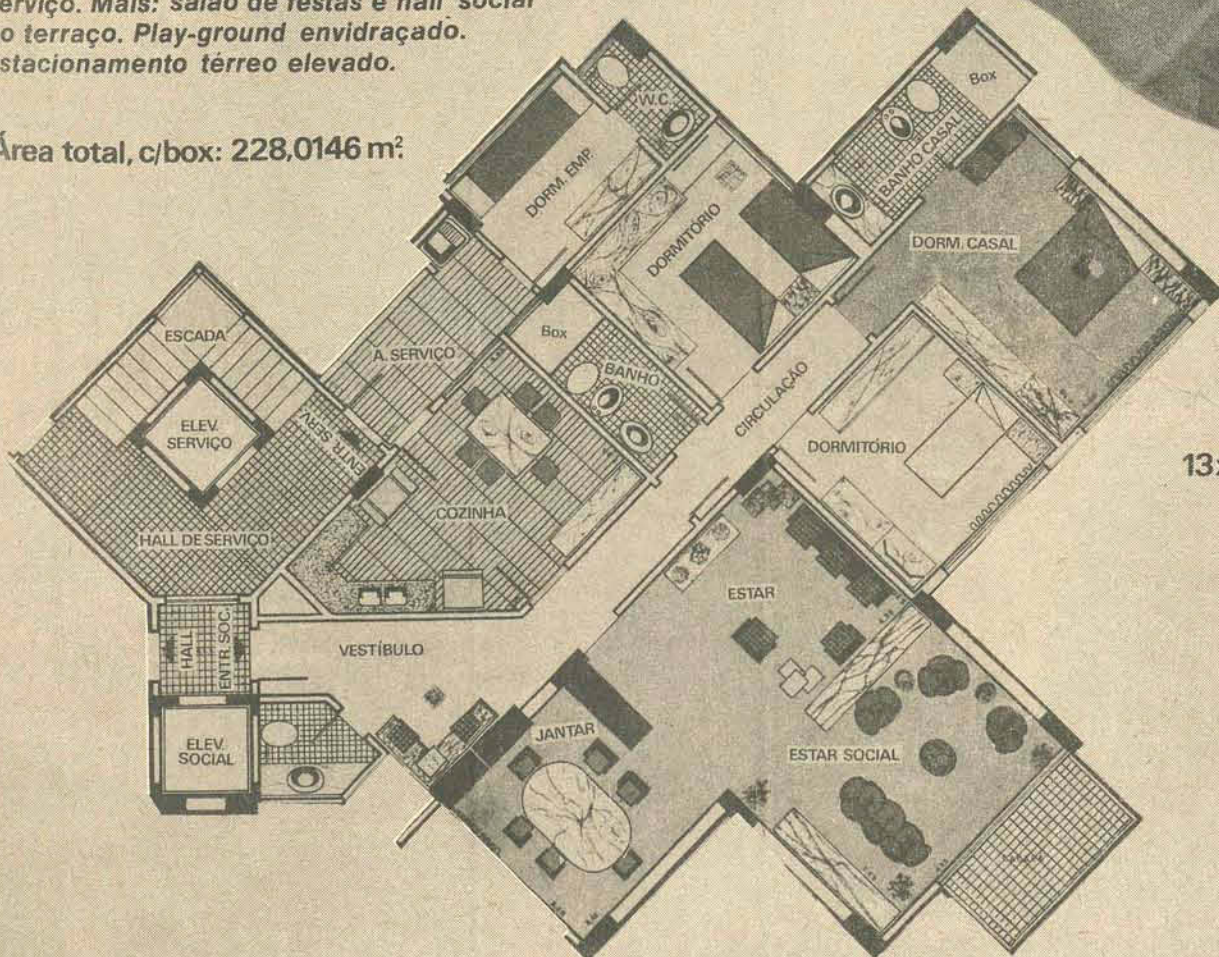 serviço. Mais: salão de festas e hall social
o terraço. Play-ground envidraçado.
stacionamento térreo elevado.
Área total, c/box: 228,0146 m².
W.C.
Box
BANHO CASAL
DORM. EMP.
DORMITÓRIO
DORM. CASAL
ESCADA
A. SERVIÇO
Box
BANHO
CIRCULAÇÃO
ELEV.
SERVIÇO
ENTR. SERV.
DORMITÓRIO
13
COZINHA
HALL DE SERVIÇO
ESTAR
HALL
ENTR. SOC.
VESTÍBULO
ELEV.
SOCIAL
JANTAR
ESTAR SOCIAL